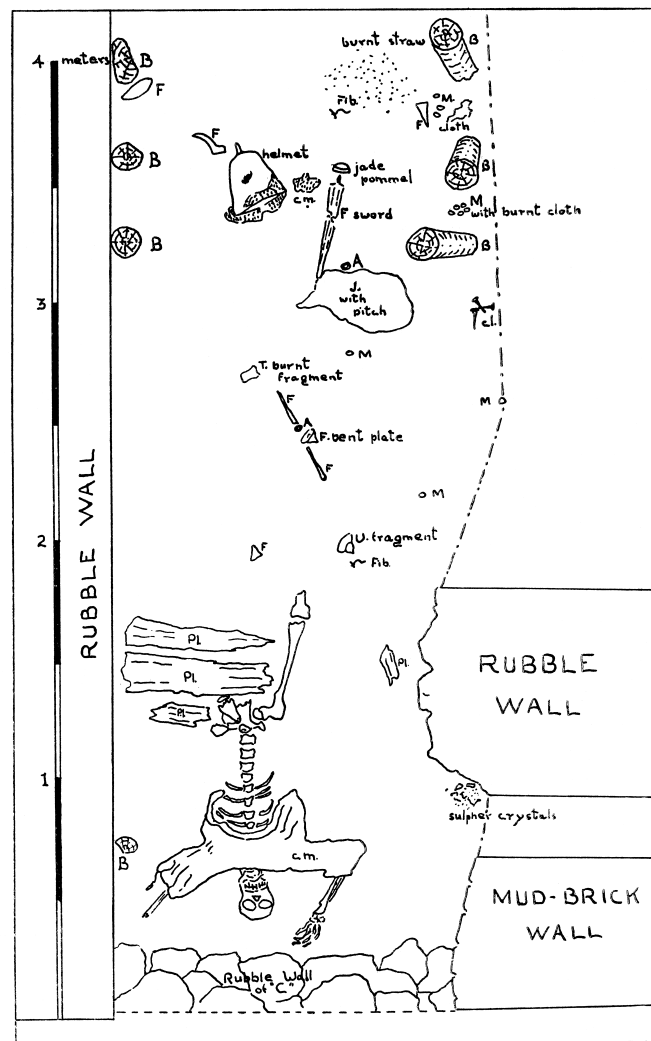 burnt straw
B
4 meters
B
F
Fib.
M.
F
cloth
F
helmet
B
c.m.
jade
pommel
B
F sword
M
with burnt cloth
B
B
A
J.
with
pitch
3
cl.
M
T. burnt
fragment
F
M
A
F. bent plate
F
M
2
U. fragment
F
Fib.
RUBBLE WALL
Pl.
Pl.
Pl.
Pl.
RUBBLE
WALL
1
sulpher crystals
B
c.m.
MUD-BRICK
WALL
Rubble Wall
of "C"